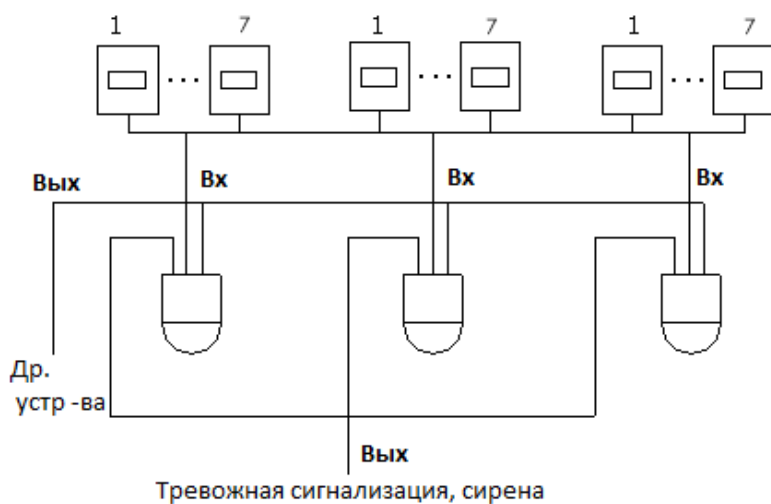 1 7 1 7 1 7
Вых Вх Вх Вх
Др.
устр -ва
Вых
Тревожная сигнализация, сирена